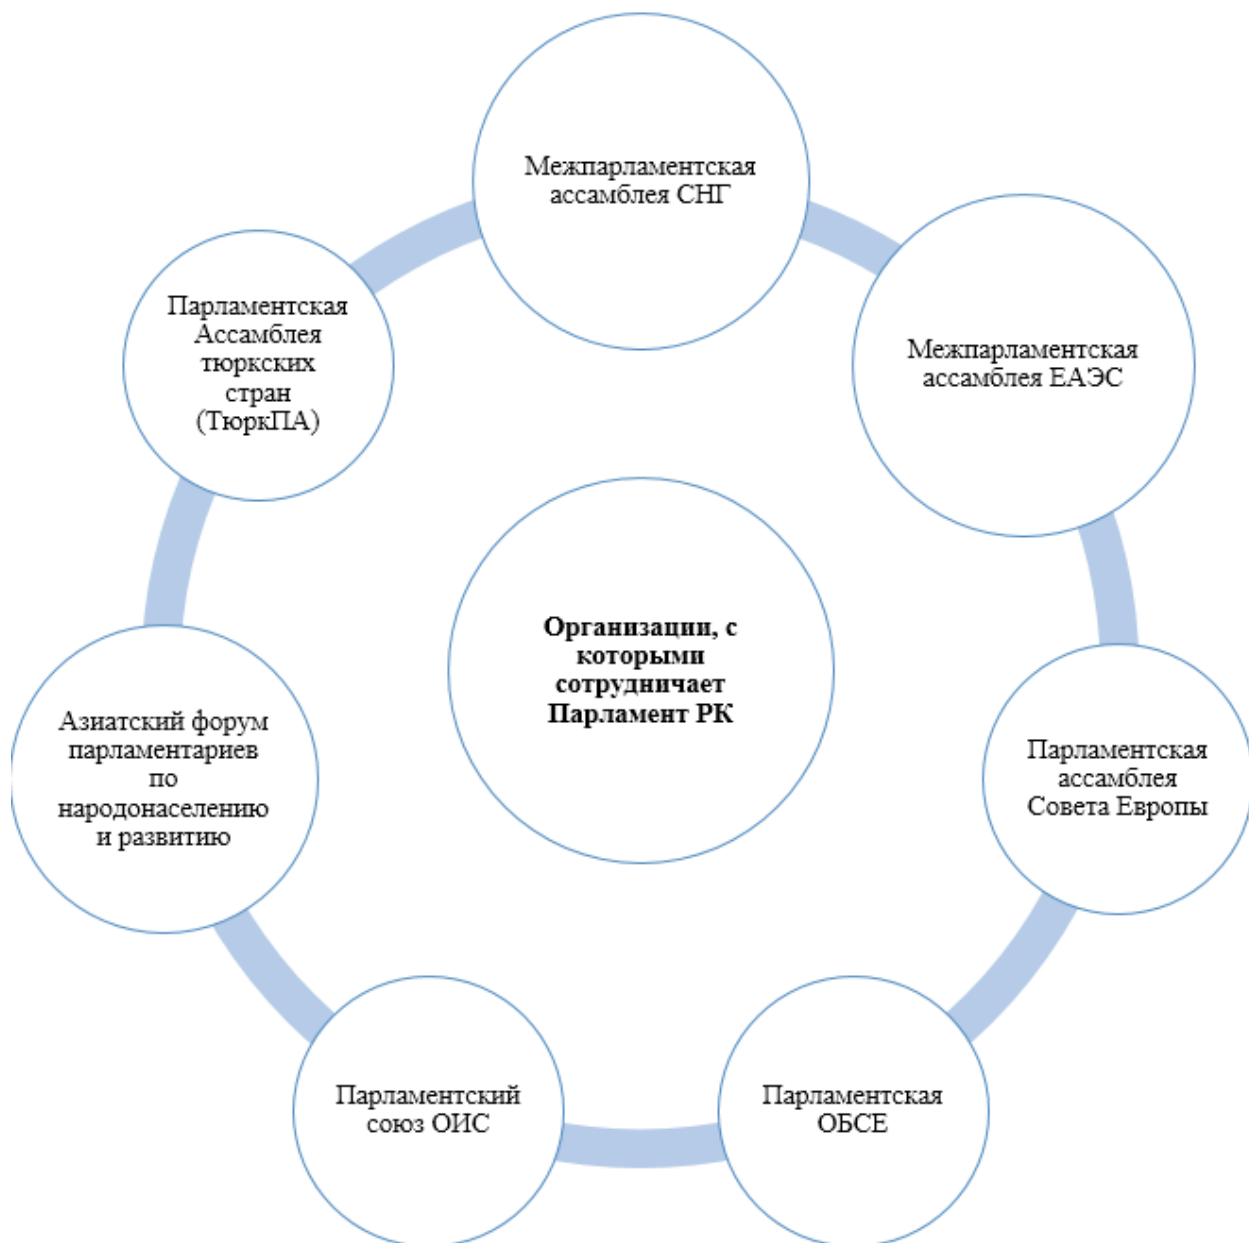 Межпарламентская
ассамблея СНГ
Межпарламентская
ассамблея ЕАЭС
Парламентская
ассамблея
Совета Европы
Парламентская
ОБСЕ
Парламентский
союз ОИС
Азиатский форум
парламентариев
по
народонаселению
и развитию
Парламентская
Ассамблея
тюркских
стран
(ТюркПА)
Организации, с
которыми
сотрудничает
Парламент РК